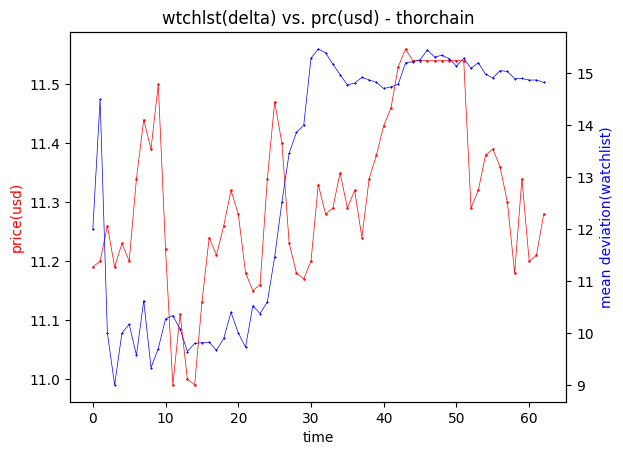 wtchlst(delta) vs. prc(usd) - thorchain
11.5
11.4
11.3
11.2
11.1
11.0
price(usd)
15
14
13
12
11
10
9
mean deviation(watchlist)
0 10 20 30 40 50 60
time